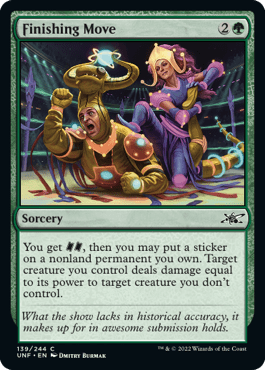 Finishing Move 2
Sorcery
You get , then you may put a sticker
on a nonland permanent you own. Target
creature you control deals damage equal
to its power to target creature you don't
control.
What the show lacks in historical accuracy, it
makes up for in awesome submission holds.
139/244 C
UNF • EN Dmitry Burmak
™ & © 2022 Wizards of the Coast